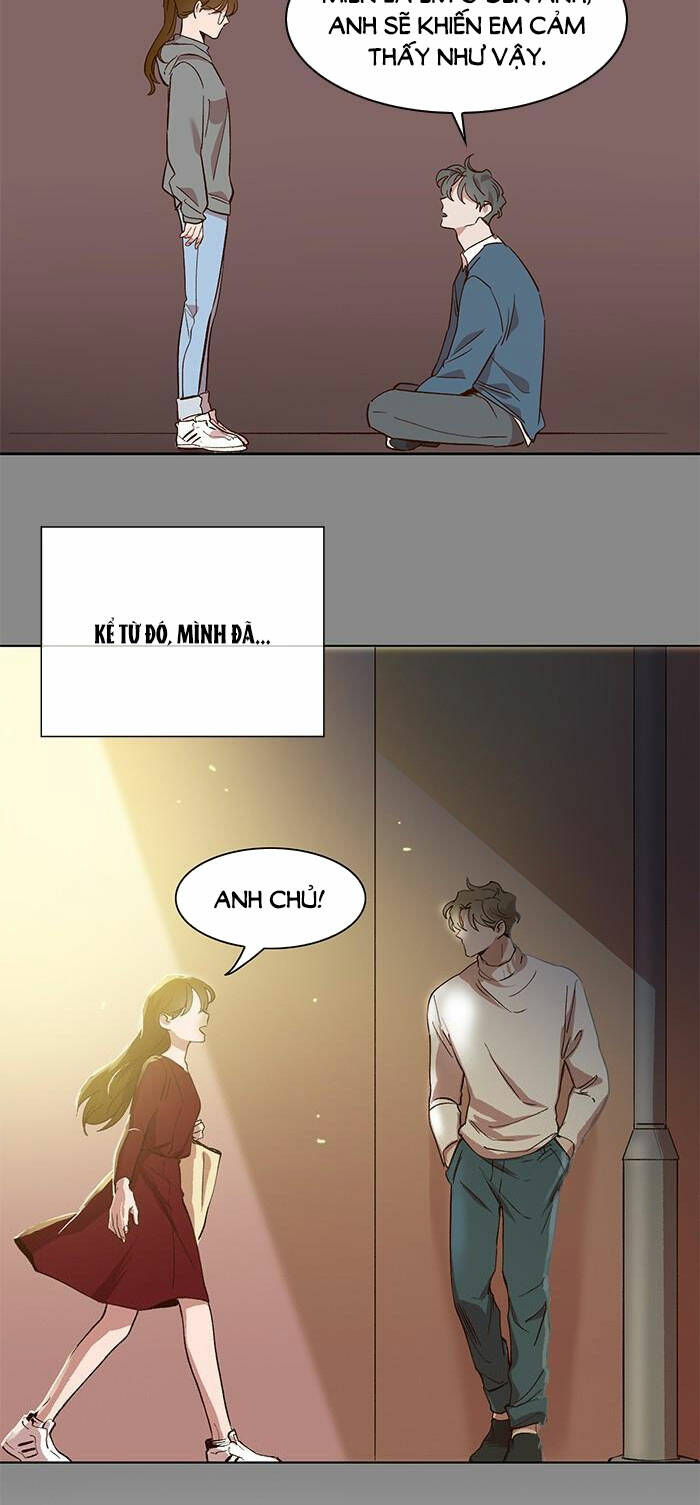 ANH SẼ KHIẾN EM CẢM
THẤY NHƯ VẬY.
KỂ TỪ ĐÓ, MÌNH ĐÃ...
ANH CHỦ!